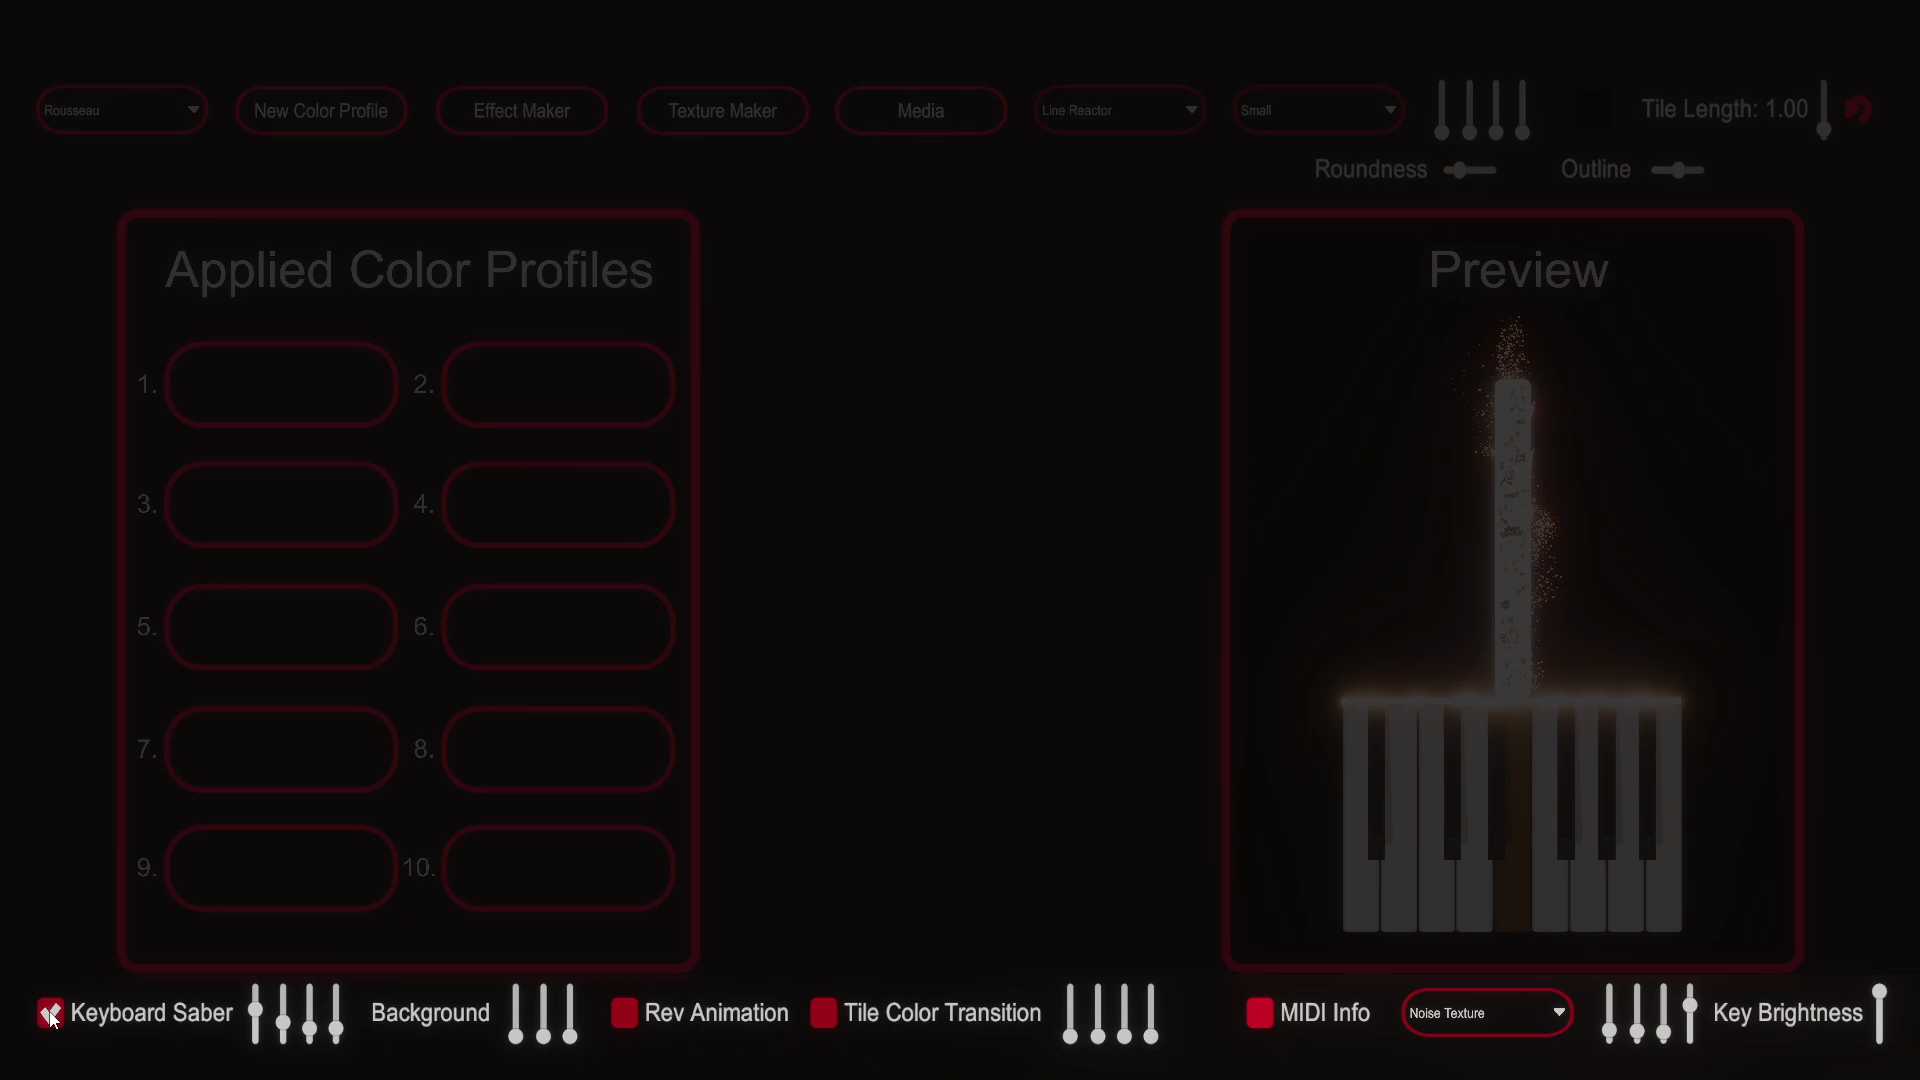 Rousseau
New Color Profile
Effect Maker
Texture Maker
Media
Line Reactor
Small
Tile Length: 1.00
Roundness
Outline
Applied Color Profiles
1.
2.
3.
4.
5.
6.
7.
8.
9.
10.
Preview
Keyboard Saber
Background
Rev Animation
Tile Color Transition
MIDI Info
Noise Texture
Key Brightness